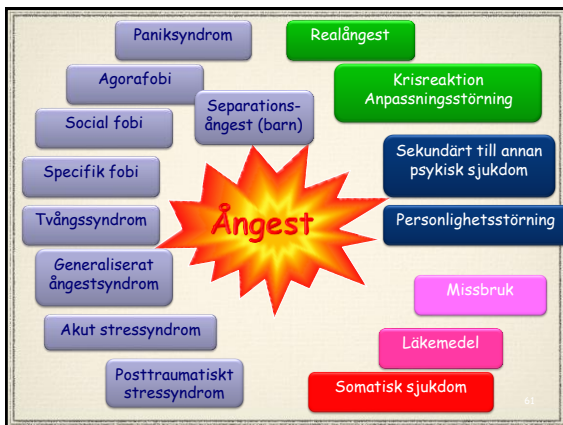 Paniksyndrom
Realångest
Agorafobi
Krisreaktion
Anpassningsstörning
Separations-
ångest (barn)
Social fobi
Sekundärt till annan
psykisk sjukdom
Specifik fobi
Ångest
Tvångssyndrom
Personlighetsstörning
Generaliserat
ångestsyndrom
Missbruk
Akut stressyndrom
Läkemedel
Posttraumatiskt
stressyndrom
Somatisk sjukdom
61